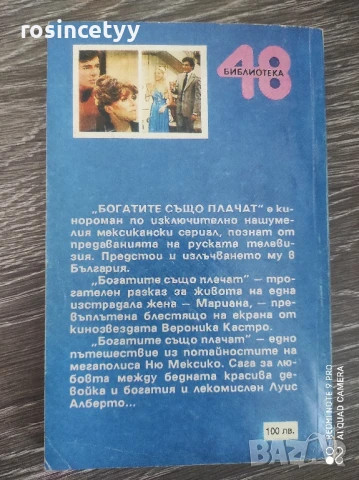 rosincetyy
48
БИБЛИОТЕКА
„БОГАТИТЕ СЪЩО ПЛАЧАТ“ е ки-
нороман по изключително нашуме-
лия мексикански сериал, познат от
предаванията на руската телеви-
зия. Предстои и излъчването му в
България.
„Богатите също плачат“ – тро-
гателен разказ за живота на една
изстрадала жена – Мариана, – пре-
въплътена блестящо на екрана от
кинозвездата Вероника Кастро.
„Богатите също плачат“ – едно
пътешествие из потайностите на
мегаполиса Ню Мексико. Сага за лю-
бовта между бедната красива де-
войка и богатия и лекомислен Луис
Алберто...
100 лв.
REDMI NOTE 9 PRO
AI QUAD CAMERA
Bazar